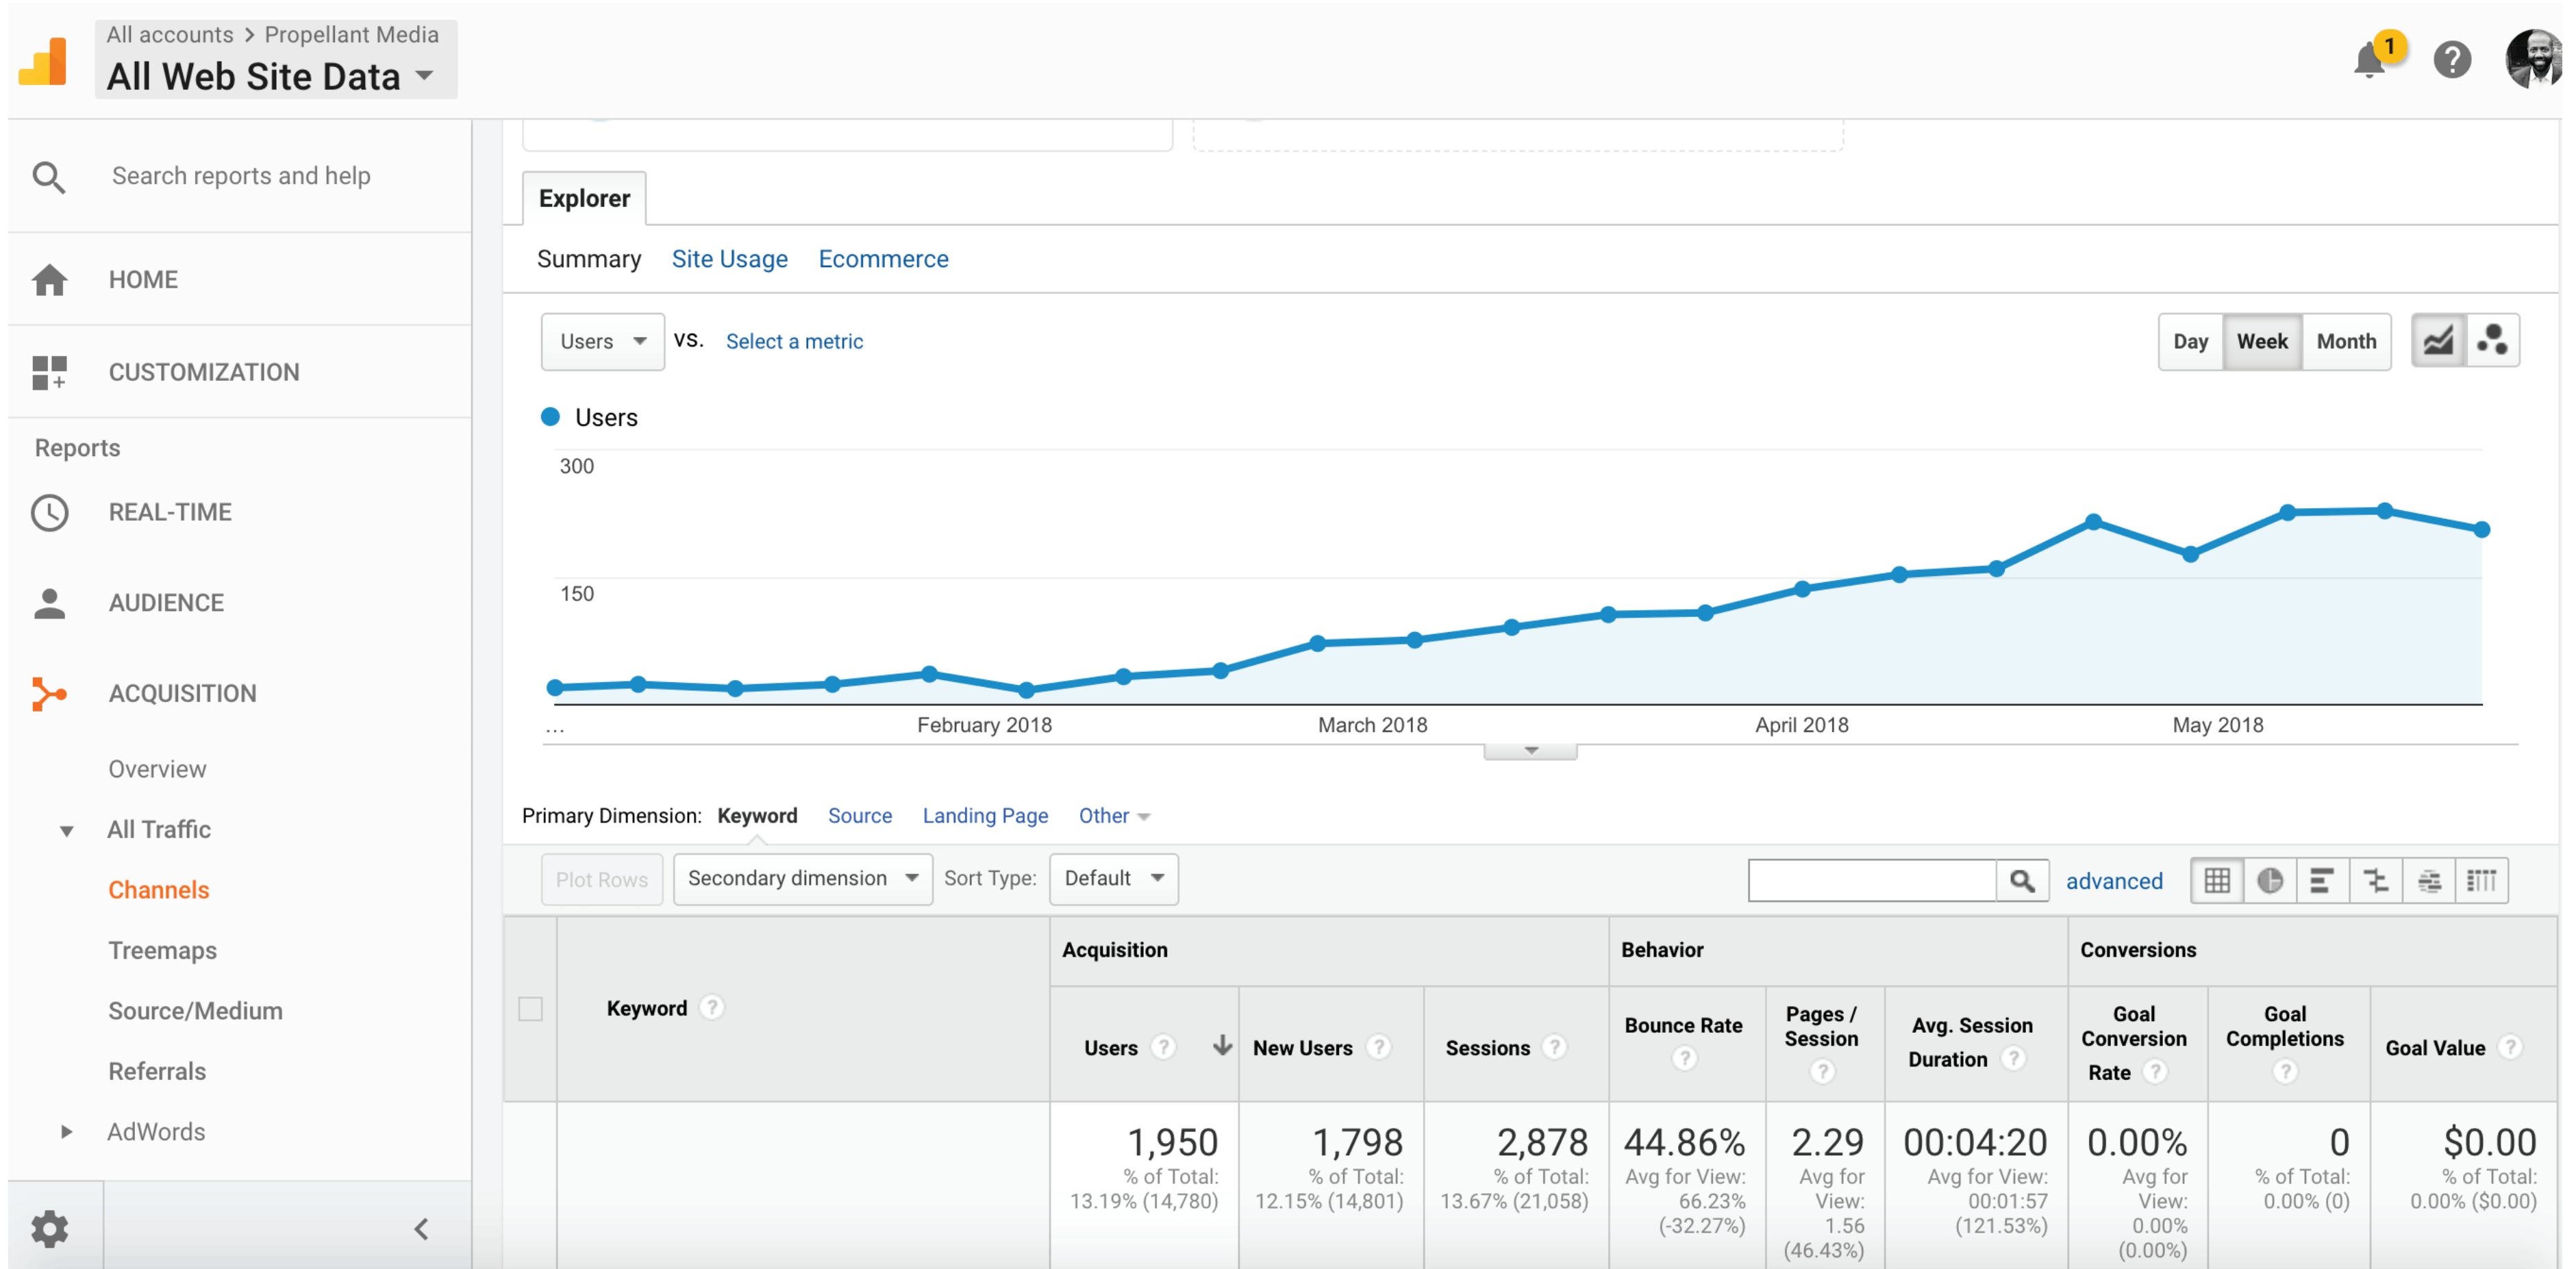 All accounts > Propellant Media
All Web Site Data
1
?
Search reports and help
HOME
CUSTOMIZATION
Reports
REAL-TIME
AUDIENCE
ACQUISITION
Overview
All Traffic
Channels
Treemaps
Source/Medium
Referrals
AdWords
Explorer
Summary Site Usage Ecommerce
Users VS. Select a metric
Day Week Month
Users
300
150
... February 2018 March 2018 April 2018 May 2018
Primary Dimension: Keyword Source Landing Page Other
Plot Rows Secondary dimension Sort Type: Default advanced
Acquisition Behavior Conversions
Keyword ?
Users ?
New Users ?
Sessions ?
Bounce Rate
?
Pages /
Session
?
Avg. Session
Duration ?
Goal
Conversion
Rate ?
Goal
Completions
?
Goal Value ?
1,950
% of Total:
13.19% (14,780)
1,798
% of Total:
12.15% (14,801)
2,878
% of Total:
13.67% (21,058)
44.86%
Avg for View:
66.23%
(-32.27%)
2.29
Avg for
View:
1.56
(46.43%)
00:04:20
Avg for View:
00:01:57
(121.53%)
0.00%
Avg for
View:
0.00%
(0.00%)
0
% of Total:
0.00% (0)
$0.00
% of Total:
0.00% ($0.00)